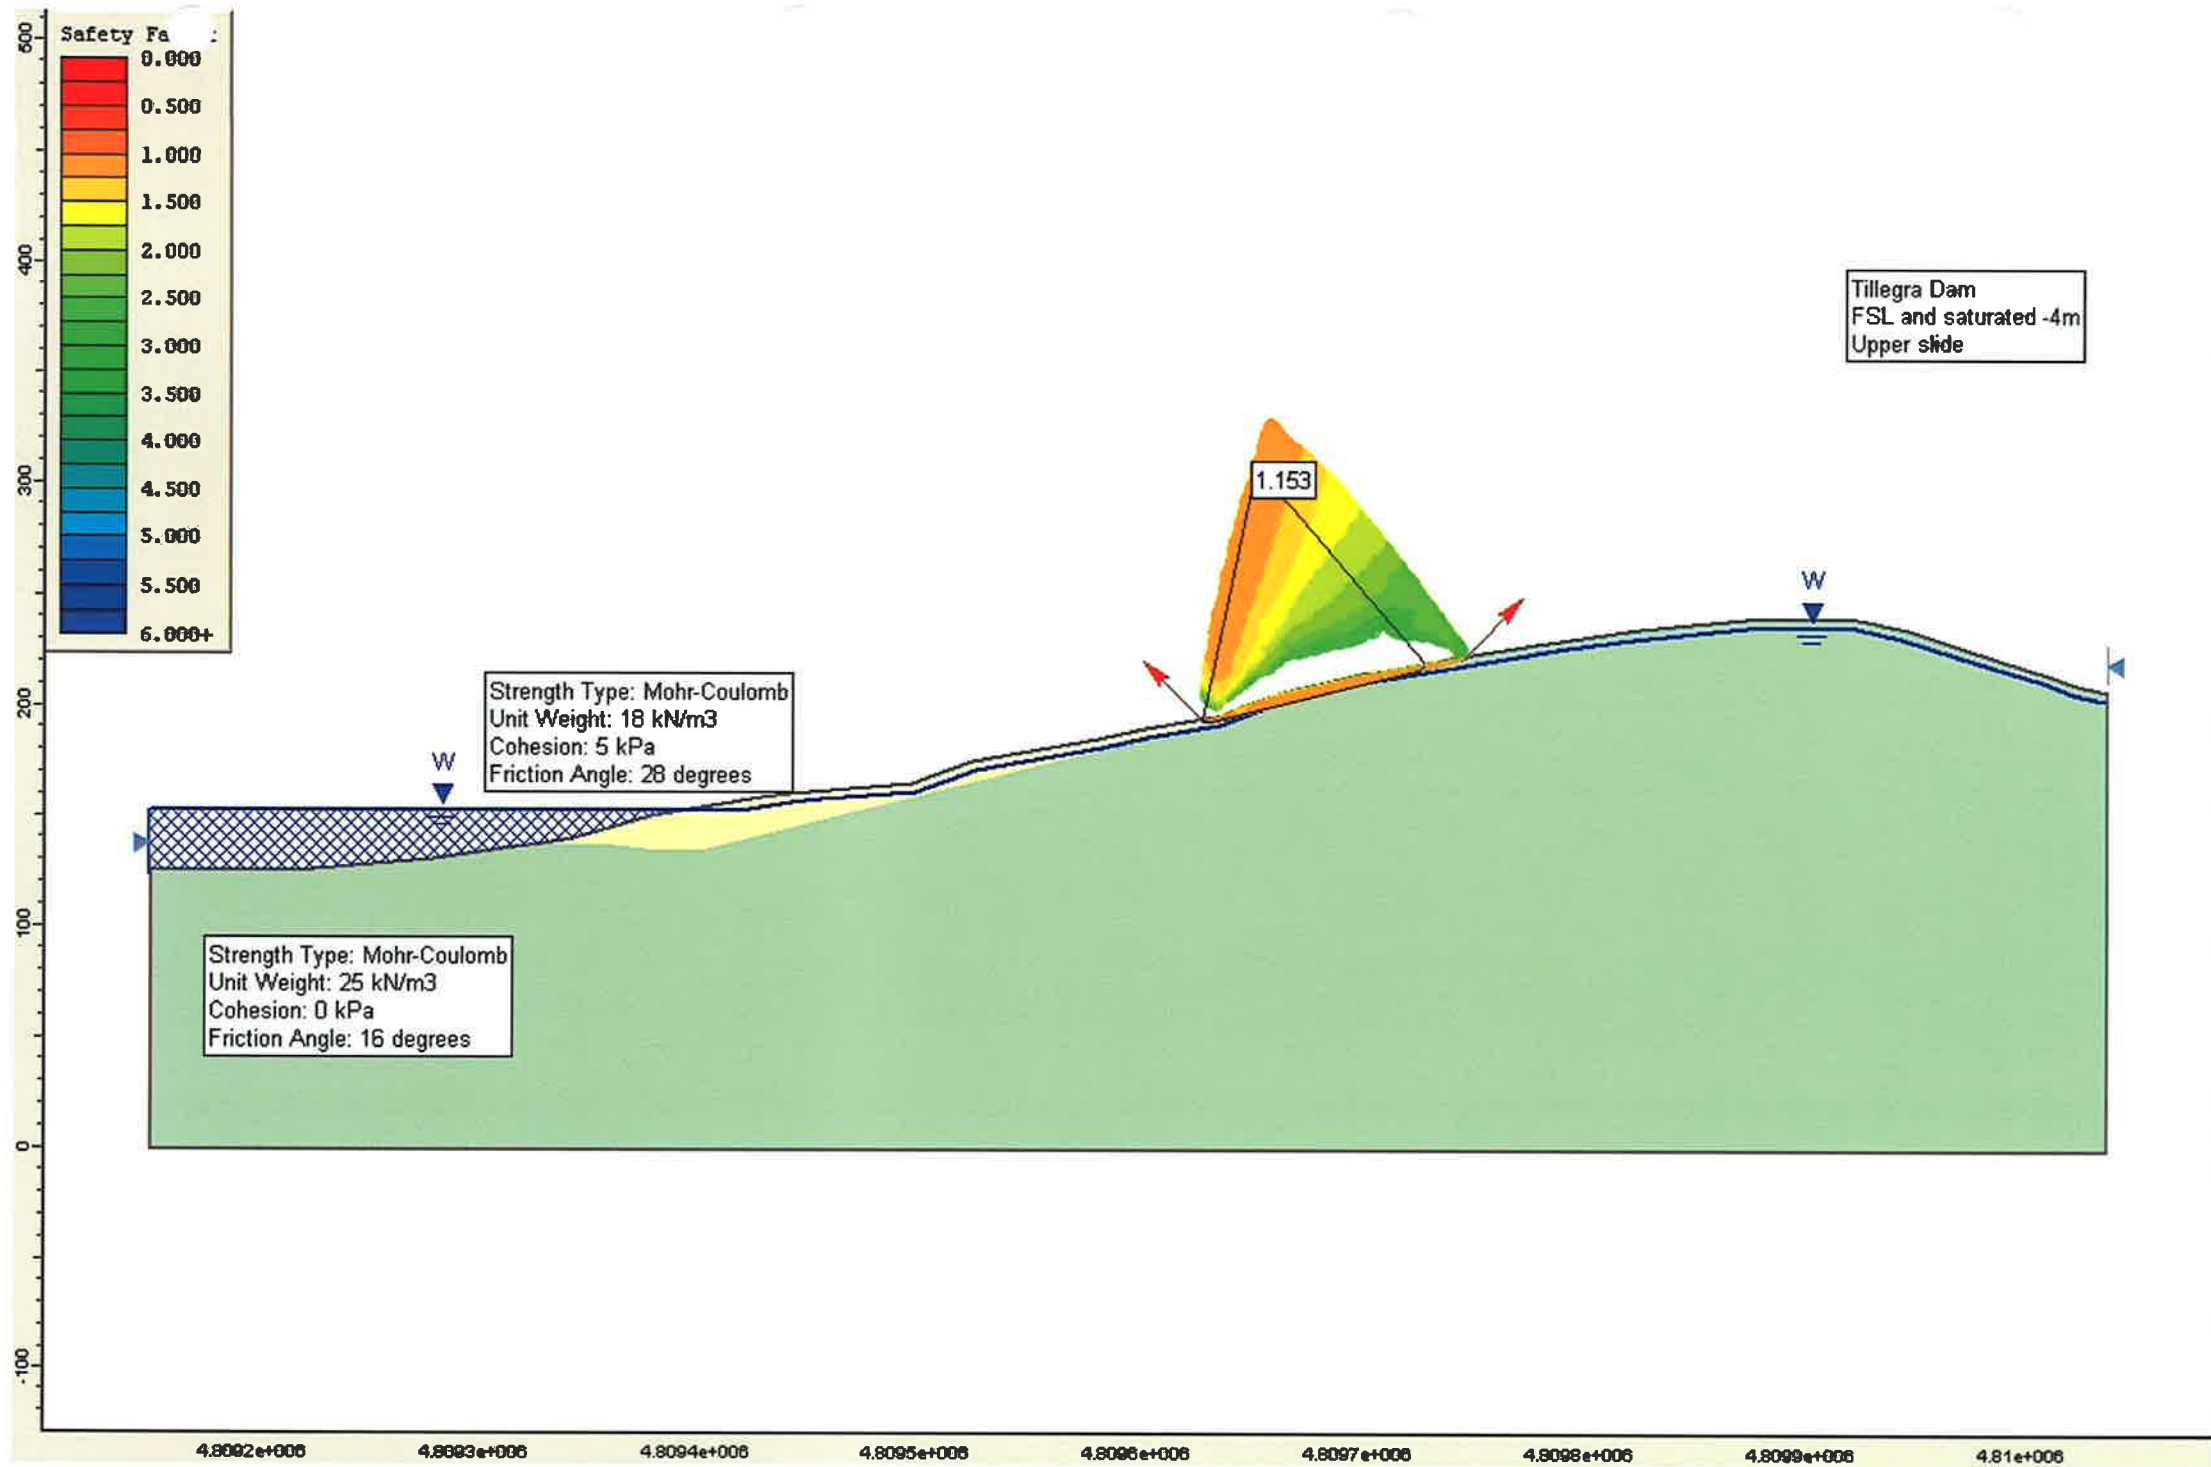 Safety Fa :
0.000
0.500
1.000
1.500
2.000
2.500
3.000
3.500
4.000
4.500
5.000
5.500
6.000+
500
400
300
200
100
0
-100
Tillegra Dam
FSL and saturated -4m
Upper slide
1.153
W
W
Strength Type: Mohr-Coulomb
Unit Weight: 18 kN/m3
Cohesion: 5 kPa
Friction Angle: 28 degrees
Strength Type: Mohr-Coulomb
Unit Weight: 25 kN/m3
Cohesion: 0 kPa
Friction Angle: 16 degrees
4.8092e+006 4.8093e+006 4.8094e+006 4.8095e+006 4.8096e+006 4.8097e+006 4.8098e+006 4.8099e+006 4.81e+006